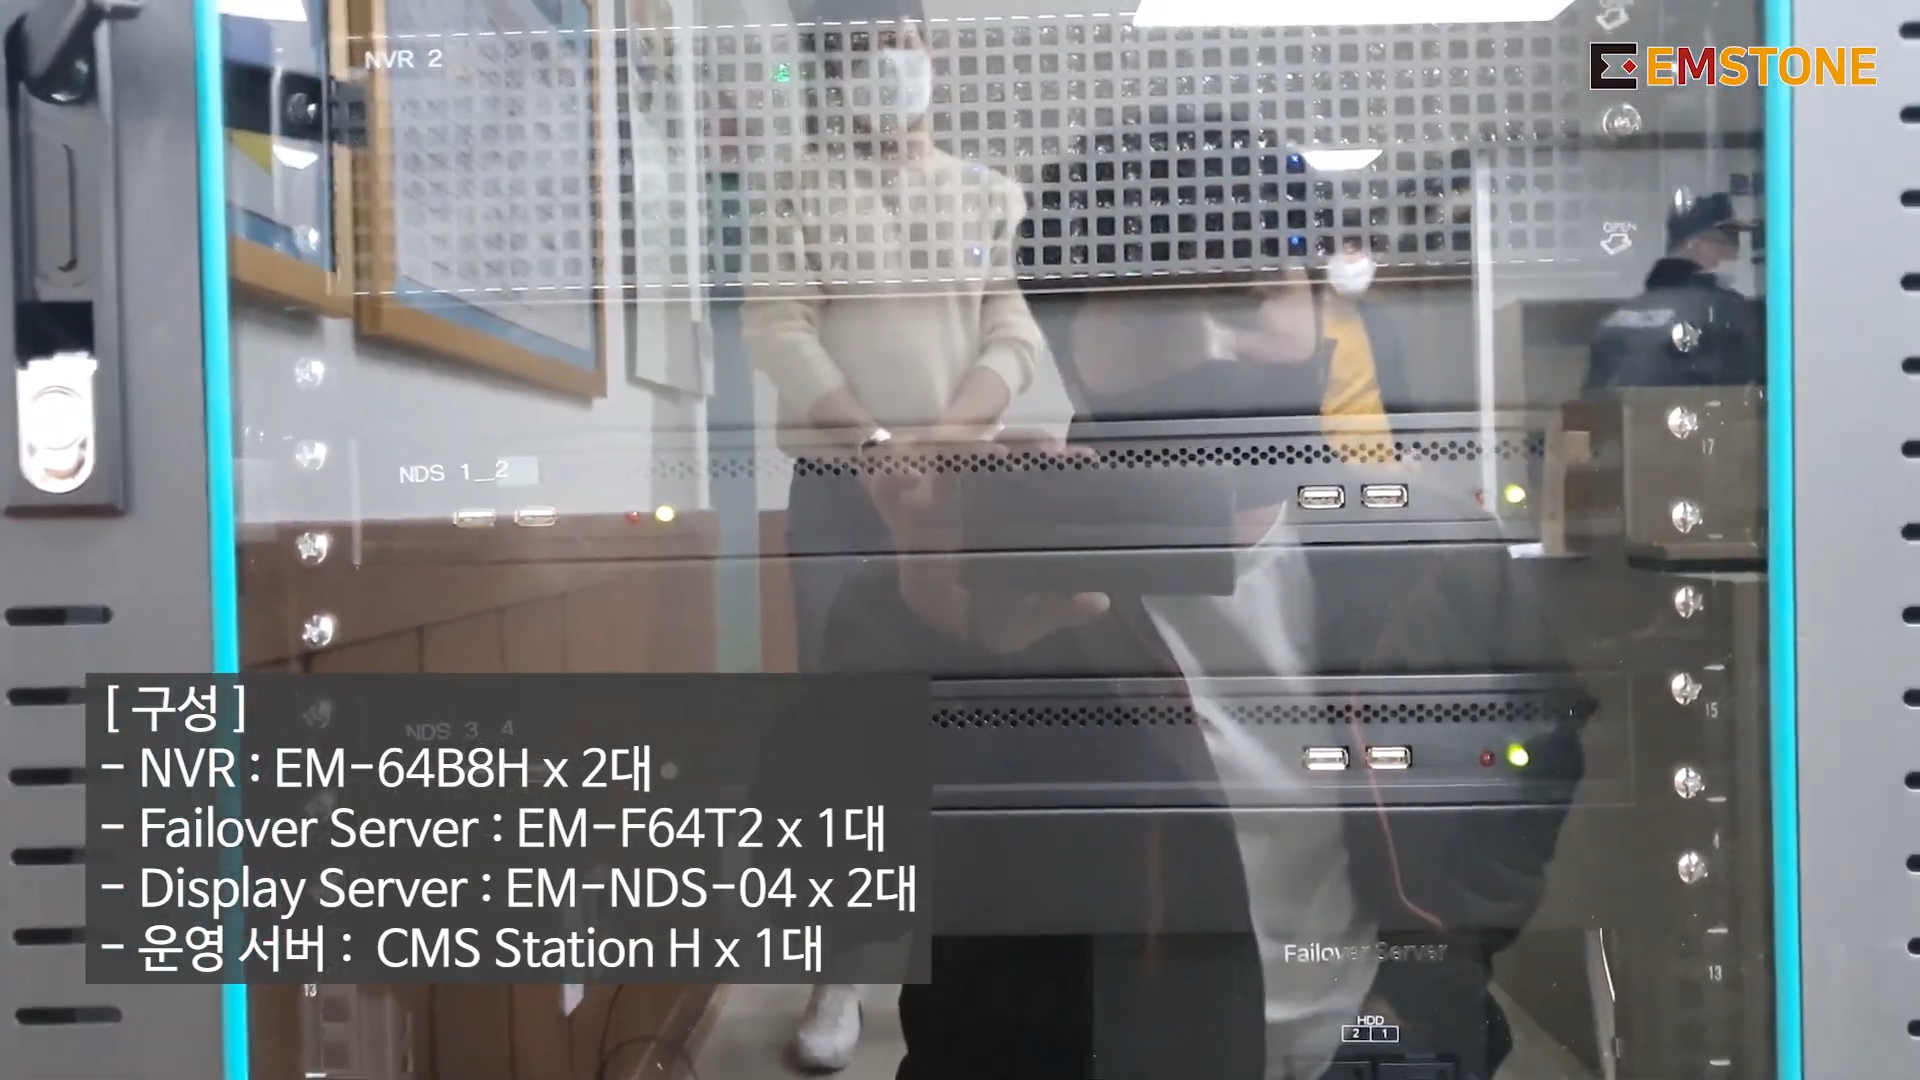 NVR 2
EMSTONE
OPEN
OPEN
NDS 1_2
17
[ 구성 ]
NDS 3_4
15
- NVR : EM-64B8H x 2대
- Failover Server : EM-F64T2 x 1대
- Display Server : EM-NDS-04 x 2대
- 운영 서버 : CMS Station H x 1대
Failover Server
13
13
HDD
2 1